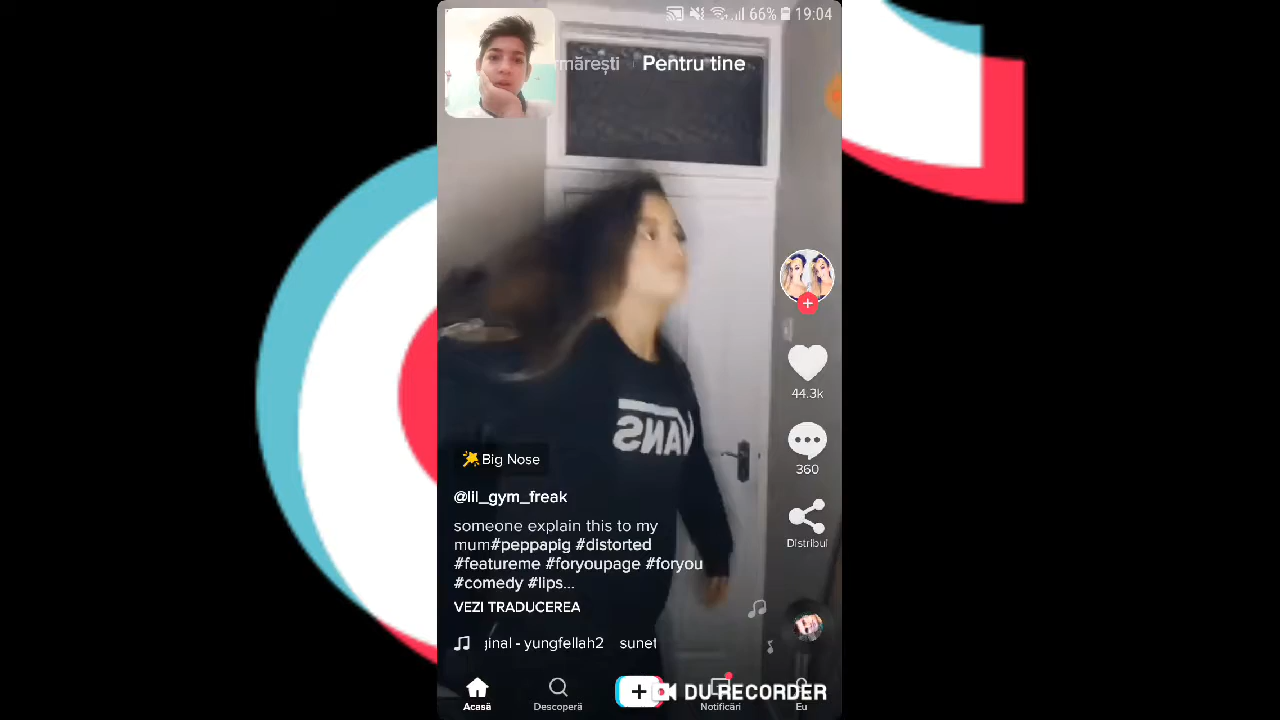 66% 19:04
mărești Pentru tine
VANS
44.3k
360
Distribui
Big Nose
@lil_gym_freak
someone explain this to my
mum#peppapig #distorted
#featureme #foryoupage #foryou
#comedy #lips...
VEZI TRADUCEREA
ginal - yungfellah2 sunet
DU RECORDER
Acasă Descoperă Notificări Eu